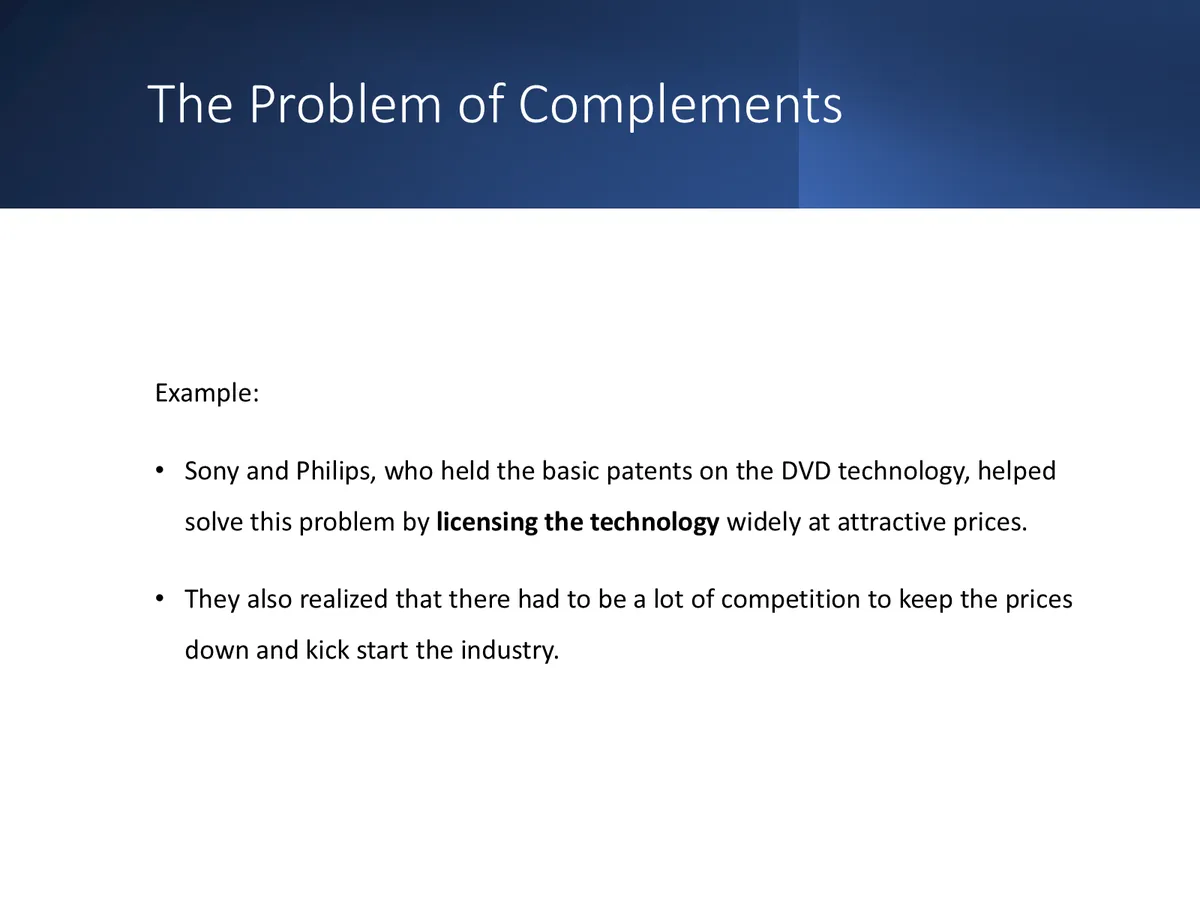 The Problem of Complements
Example:
• Sony and Philips, who held the basic patents on the DVD technology, helped
solve this problem by licensing the technology widely at attractive prices.
• They also realized that there had to be a lot of competition to keep the prices
down and kick start the industry.